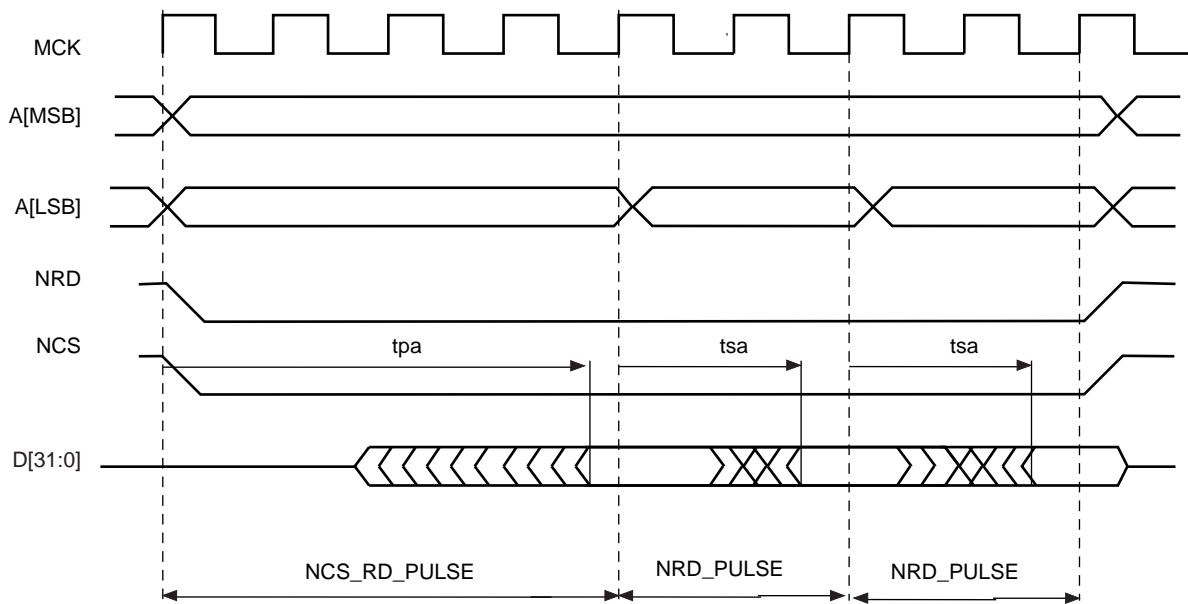 MCK
A[MSB]
A[LSB]
NRD
NCS
tpa
tsa
tsa
D[31:0]
NCS_RD_PULSE
NRD_PULSE
NRD_PULSE